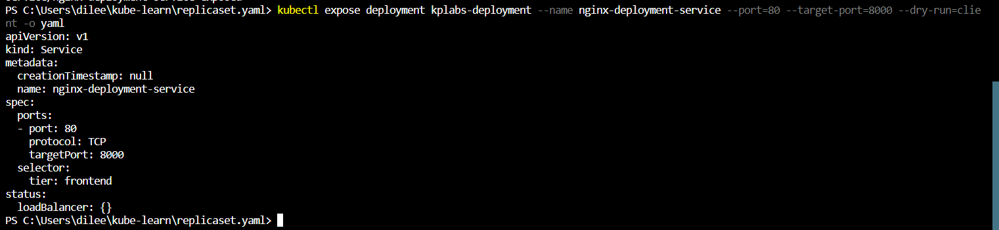 PS C:\Users\dilee\kube-learn\replicaset.yaml> kubectl expose deployment kplabs-deployment --name nginx-deployment-service --port=80 --target-port=8000 --dry-run=clie
nt -o yaml
apiVersion: v1
kind: Service
metadata:
  creationTimestamp: null
  name: nginx-deployment-service
spec:
  ports:
  - port: 80
    protocol: TCP
    targetPort: 8000
  selector:
    tier: frontend
status:
  loadBalancer: {}
PS C:\Users\dilee\kube-learn\replicaset.yaml>